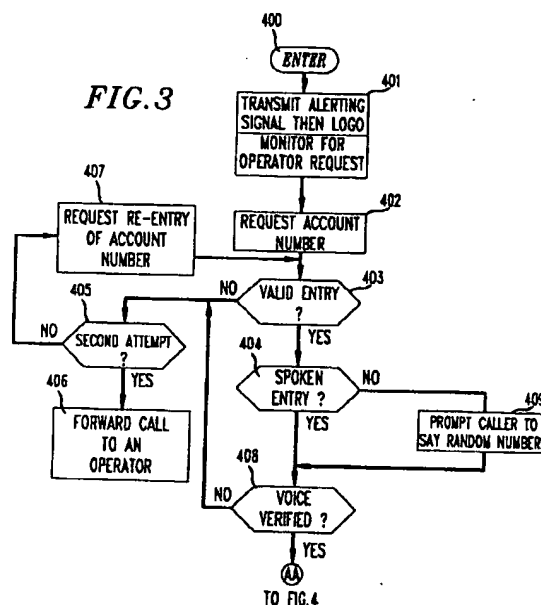 400
ENTER
FIG.3
401
TRANSMIT ALERTING
SIGNAL THEN LOGO
MONITOR FOR
OPERATOR REQUEST
407
REQUEST RE-ENTRY
OF ACCOUNT
NUMBER
402
REQUEST ACCOUNT
NUMBER
403
NO
VALID ENTRY
?
YES
405
NO
SECOND ATTEMPT
?
YES
404
SPOKEN
ENTRY ?
NO
YES
406
FORWARD CALL
TO AN
OPERATOR
409
PROMPT CALLER TO
SAY RANDOM NUMBER
408
NO
VOICE
VERIFIED ?
YES
AA
TO FIG.4